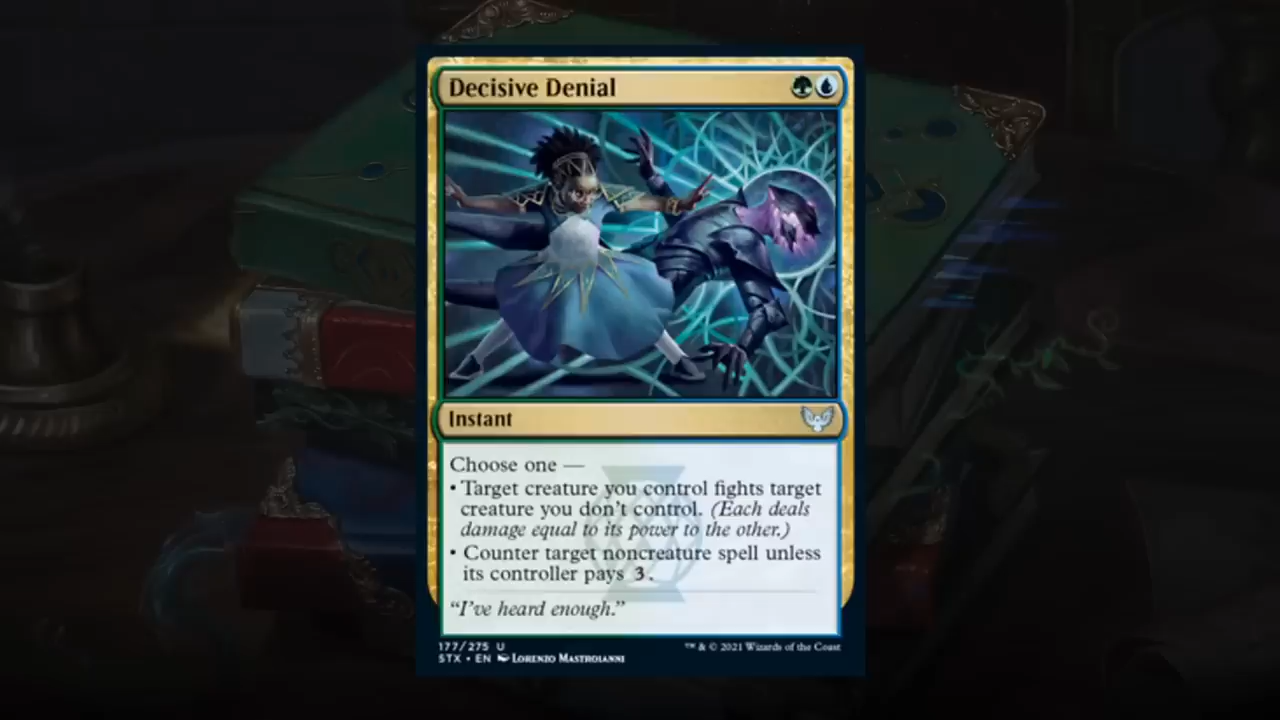 Decisive Denial
Instant
Choose one —
• Target creature you control fights target
creature you don't control. (Each deals
damage equal to its power to the other.)
• Counter target noncreature spell unless
its controller pays 3.
"I've heard enough."
177/275 U
STX • EN Lorenzo Mastroianni
™ & © 2021 Wizards of the Coast